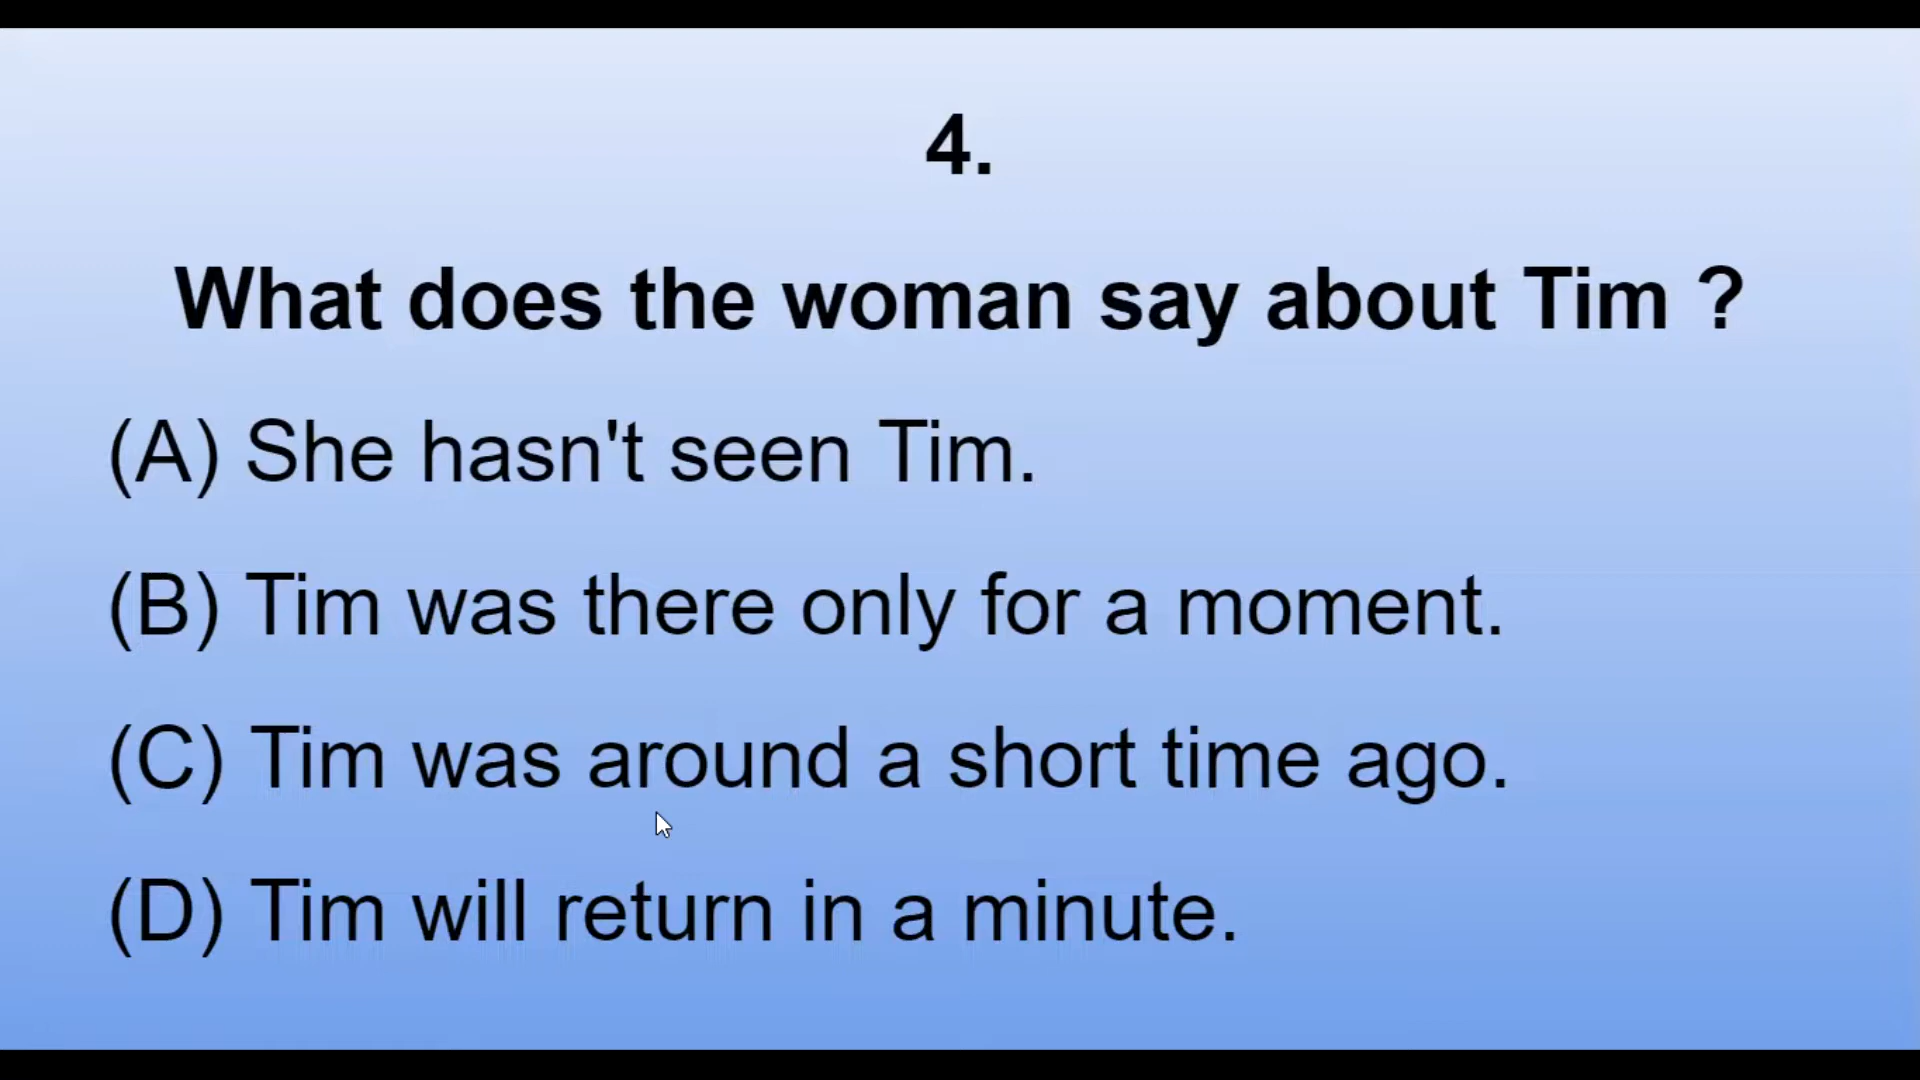 4.
What does the woman say about Tim ?
(A) She hasn't seen Tim.
(B) Tim was there only for a moment.
(C) Tim was around a short time ago.
(D) Tim will return in a minute.